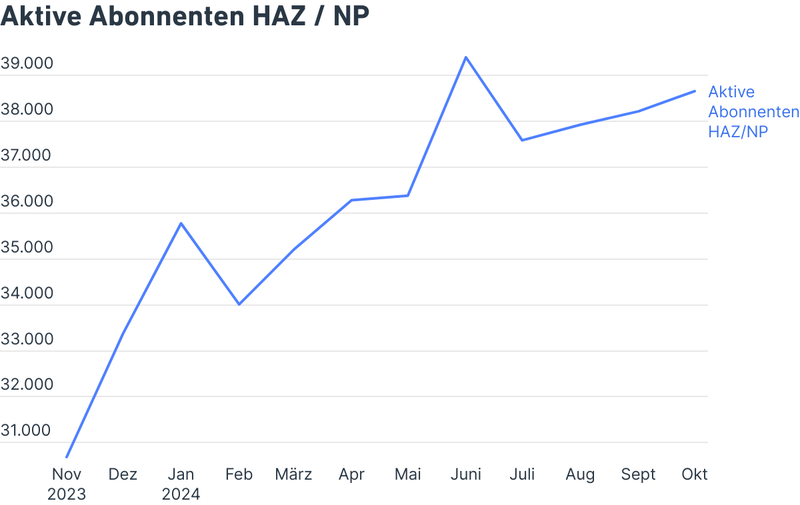 Aktive Abonnenten HAZ / NP
39.000
38.000
37.000
36.000
35.000
34.000
33.000
32.000
31.000
Aktive
Abonnenten
HAZ/NP
Nov Dez Jan Feb März Apr Mai Juni Juli Aug Sept Okt
2023 2024